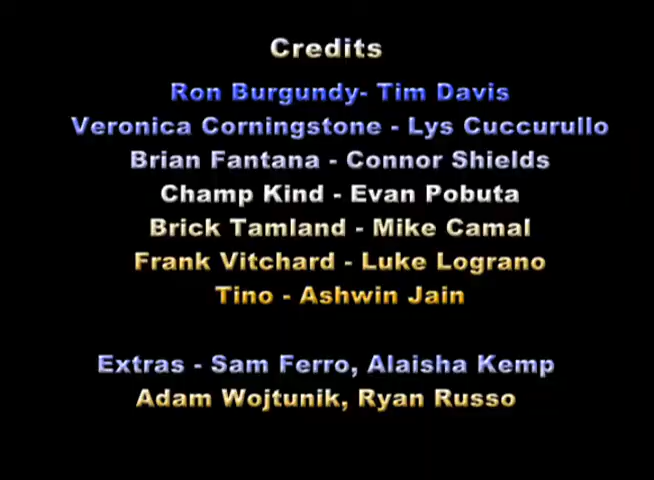 Credits
Ron Burgundy- Tim Davis
Veronica Corningstone - Lys Cuccurullo
Brian Fantana - Connor Shields
Champ Kind - Evan Pobuta
Brick Tamland - Mike Camal
Frank Vitchard - Luke Lograno
Tino - Ashwin Jain
Extras - Sam Ferro, Alaisha Kemp
Adam Wojtunik, Ryan Russo